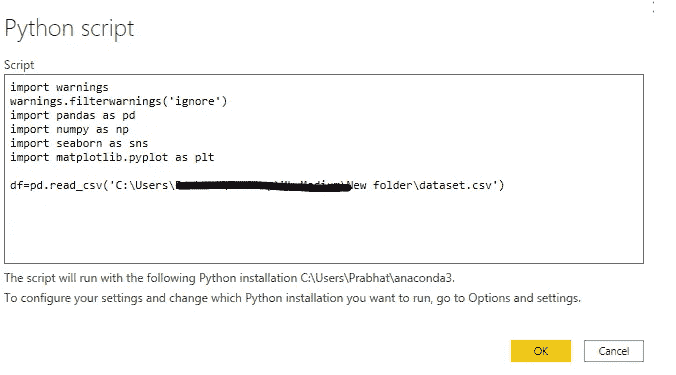 Python script
Script
import warnings
warnings.filterwarnings('ignore')
import pandas as pd
import numpy as np
import seaborn as sns
import matplotlib.pyplot as plt
df=pd.read_csv('C:\Users\ New folder\dataset.csv')
The script will run with the following Python installation C:\Users\Prabhat\anaconda3.
To configure your settings and change which Python installation you want to run, go to Options and settings.
OK
Cancel